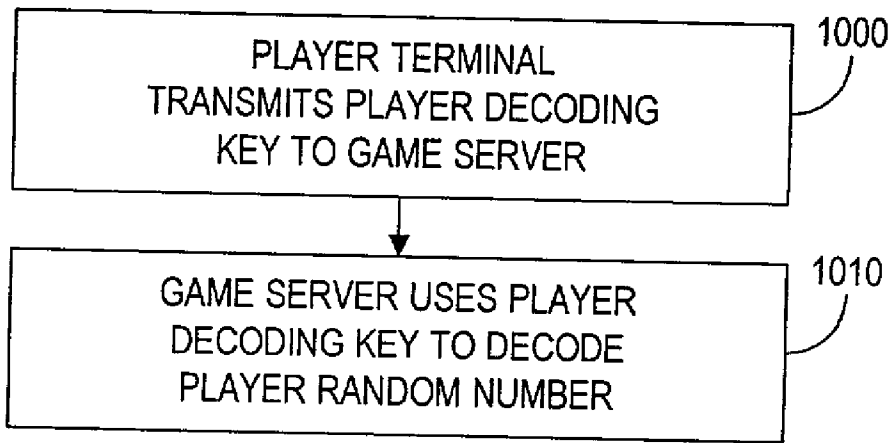 PLAYER TERMINAL
TRANSMITS PLAYER DECODING
KEY TO GAME SERVER
1000
GAME SERVER USES PLAYER
DECODING KEY TO DECODE
PLAYER RANDOM NUMBER
1010